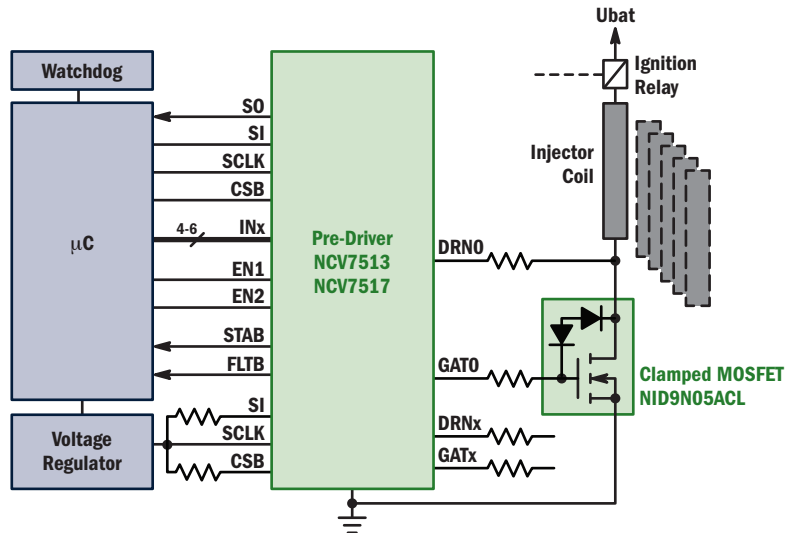 Ubat
Ignition
Relay
Watchdog
SO
SI
SCLK
CSB
4-6
INx
EN1
EN2
STAB
FLTB
μC
Pre-Driver
NCV7513
NCV7517
Injector
Coil
DRN0
GAT0
Clamped MOSFET
NID9N05ACL
SI
SCLK
CSB
Voltage
Regulator
DRNx
GATx